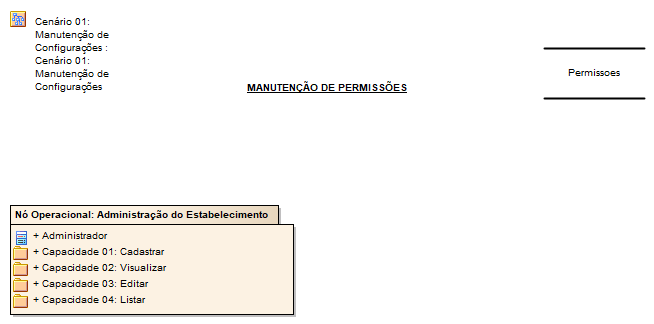 Cenário 01:
Manutenção de
Configurações :
Cenário 01:
Manutenção de
Configurações
MANUTENÇÃO DE PERMISSÕES
Permissoes
Nó Operacional: Administração do Estabelecimento
+ Administrador
+ Capacidade 01: Cadastrar
+ Capacidade 02: Visualizar
+ Capacidade 03: Editar
+ Capacidade 04: Listar